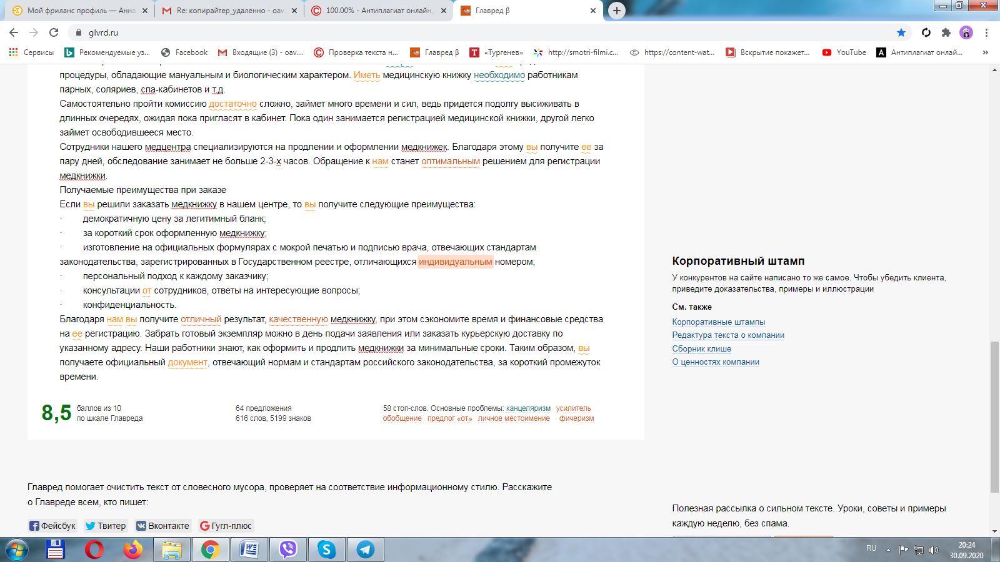 Мой фриланс профиль — Анна
Re: копирайтер_удаленно - oav.
100.00% - Антиплагиат онлайн,
Главред β
glvrd.ru
Сервисы
Рекомендуемые уз...
Facebook
Входящие (3) - oav....
Проверка текста н...
Главред β
«Тургенев»
http://smotri-filmi.c...
https://content-wat...
Вскрытие покажет...
YouTube
Антиплагиат онлай...
процедуры, обладающие мануальным и биологическим характером. Иметь медицинскую книжку необходимо работникам
парных, соляриев, спа-кабинетов и т.д.
Самостоятельно пройти комиссию достаточно сложно, займет много времени и сил, ведь придется подолгу высиживать в
длинных очередях, ожидая пока пригласят в кабинет. Пока один занимается регистрацией медицинской книжки, другой легко
займет освободившееся место.
Сотрудники нашего медцентра специализируются на продлении и оформлении медкнижек. Благодаря этому вы получите ее за
пару дней, обследование занимает не больше 2-3-х часов. Обращение к нам станет оптимальным решением для регистрации
медкнижки.
Получаемые преимущества при заказе
Если вы решили заказать медкнижку в нашем центре, то вы получите следующие преимущества:
· демократичную цену за легитимный бланк;
· за короткий срок оформленную медкнижку;
· изготовление на официальных формулярах с мокрой печатью и подписью врача, отвечающих стандартам
законодательства, зарегистрированных в Государственном реестре, отличающихся индивидуальным номером;
· персональный подход к каждому заказчику;
· консультации от сотрудников, ответы на интересующие вопросы;
· конфиденциальность.
Благодаря нам вы получите отличный результат, качественную медкнижку, при этом сэкономите время и финансовые средства
на ее регистрацию. Забрать готовый экземпляр можно в день подачи заявления или заказать курьерскую доставку по
указанному адресу. Наши работники знают, как оформить и продлить медкнижки за минимальные сроки. Таким образом, вы
получаете официальный документ, отвечающий нормам и стандартам российского законодательства, за короткий промежуток
времени.
Корпоративный штамп
У конкурентов на сайте написано то же самое. Чтобы убедить клиента,
приведите доказательства, примеры и иллюстрации
См. также
Корпоративные штампы
Редактура текста о компании
Сборник клише
О ценностях компании
8,5
баллов из 10
по шкале Главреда
64 предложения
616 слов, 5199 знаков
58 стоп-слов. Основные проблемы: канцеляризм усилитель
обобщение предлог «от» личное местоимение фичеризм
Главред помогает очистить текст от словесного мусора, проверяет на соответствие информационному стилю. Расскажите
о Главреде всем, кто пишет:
Фейсбук
Твитер
Вконтакте
Гугл-плюс
Полезная рассылка о сильном тексте. Уроки, советы и примеры
каждую неделю, без спама.
RU
20:24
30.09.2020